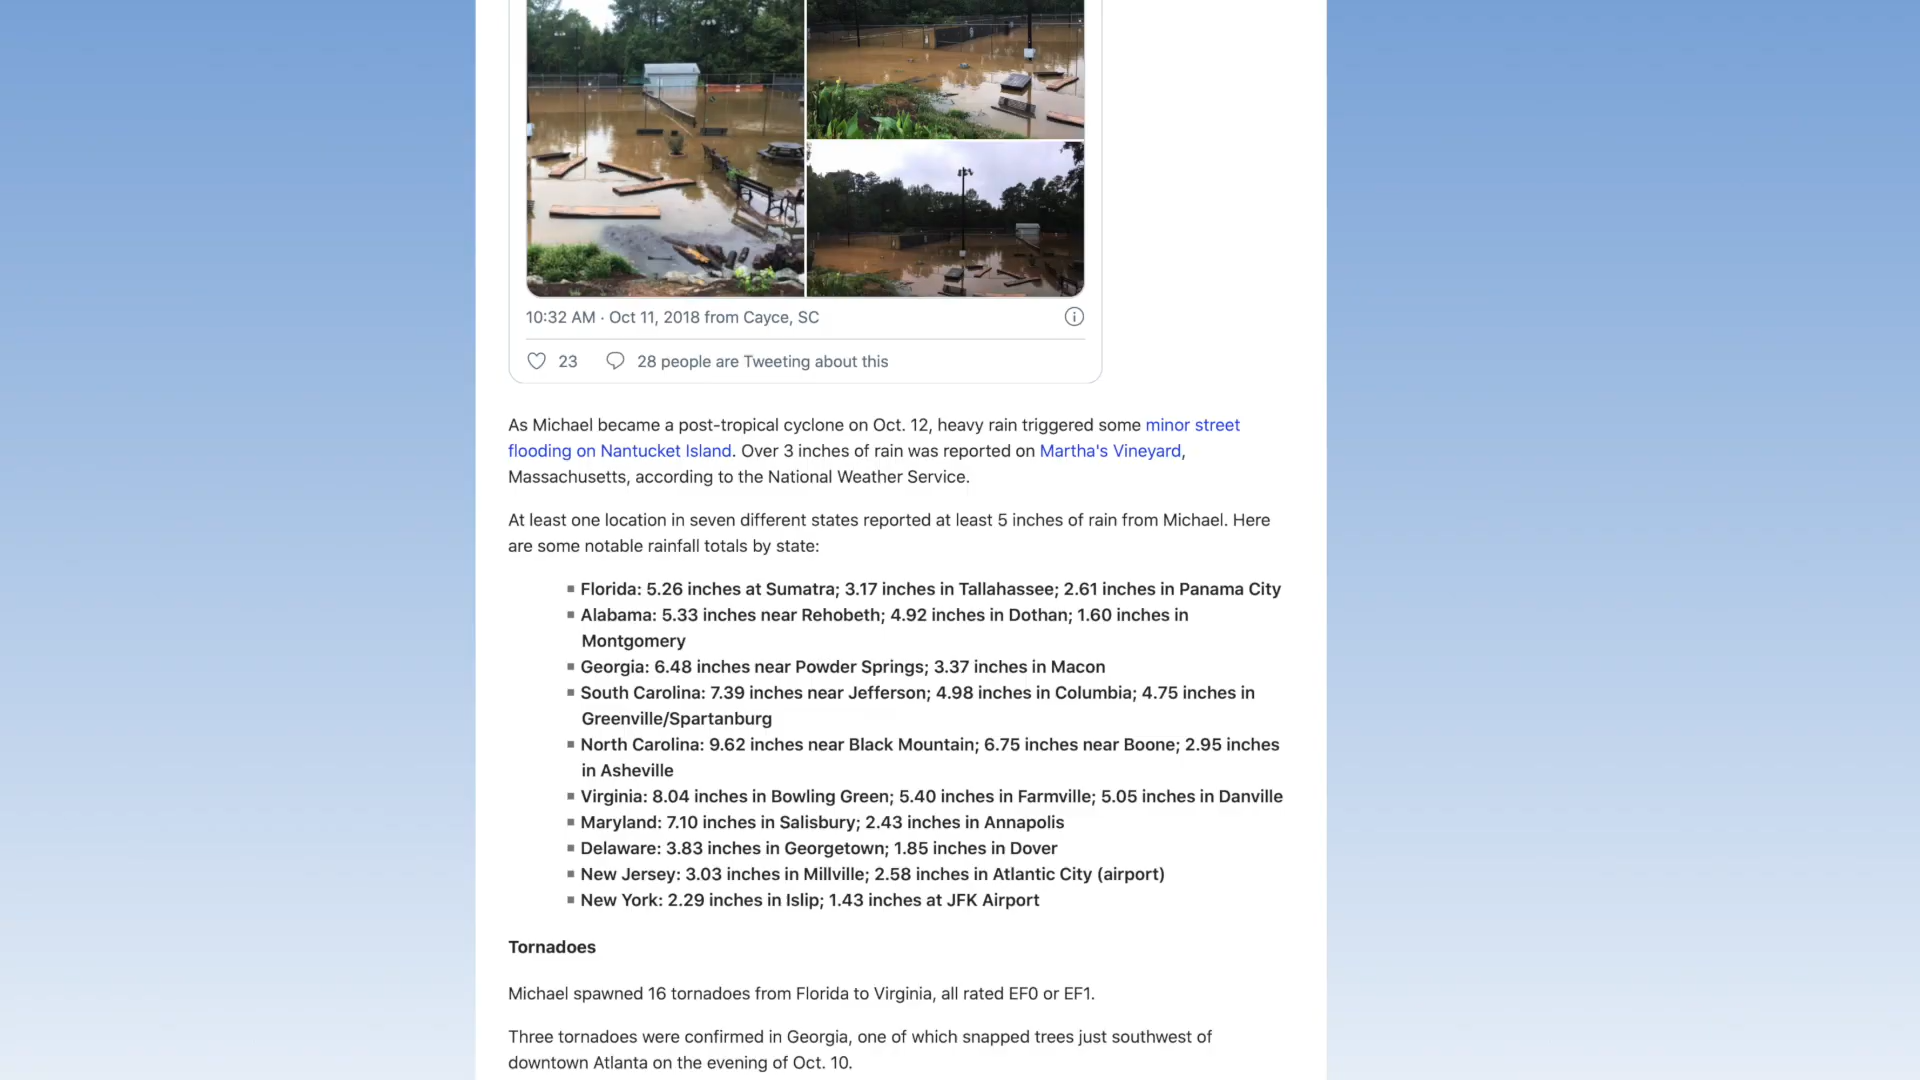 10:32 AM · Oct 11, 2018 from Cayce, SC
23 28 people are Tweeting about this
As Michael became a post-tropical cyclone on Oct. 12, heavy rain triggered some minor street
flooding on Nantucket Island. Over 3 inches of rain was reported on Martha's Vineyard,
Massachusetts, according to the National Weather Service.
At least one location in seven different states reported at least 5 inches of rain from Michael. Here
are some notable rainfall totals by state:
▪ Florida: 5.26 inches at Sumatra; 3.17 inches in Tallahassee; 2.61 inches in Panama City
▪ Alabama: 5.33 inches near Rehobeth; 4.92 inches in Dothan; 1.60 inches in
Montgomery
▪ Georgia: 6.48 inches near Powder Springs; 3.37 inches in Macon
▪ South Carolina: 7.39 inches near Jefferson; 4.98 inches in Columbia; 4.75 inches in
Greenville/Spartanburg
▪ North Carolina: 9.62 inches near Black Mountain; 6.75 inches near Boone; 2.95 inches
in Asheville
▪ Virginia: 8.04 inches in Bowling Green; 5.40 inches in Farmville; 5.05 inches in Danville
▪ Maryland: 7.10 inches in Salisbury; 2.43 inches in Annapolis
▪ Delaware: 3.83 inches in Georgetown; 1.85 inches in Dover
▪ New Jersey: 3.03 inches in Millville; 2.58 inches in Atlantic City (airport)
▪ New York: 2.29 inches in Islip; 1.43 inches at JFK Airport
Tornadoes
Michael spawned 16 tornadoes from Florida to Virginia, all rated EF0 or EF1.
Three tornadoes were confirmed in Georgia, one of which snapped trees just southwest of
downtown Atlanta on the evening of Oct. 10.